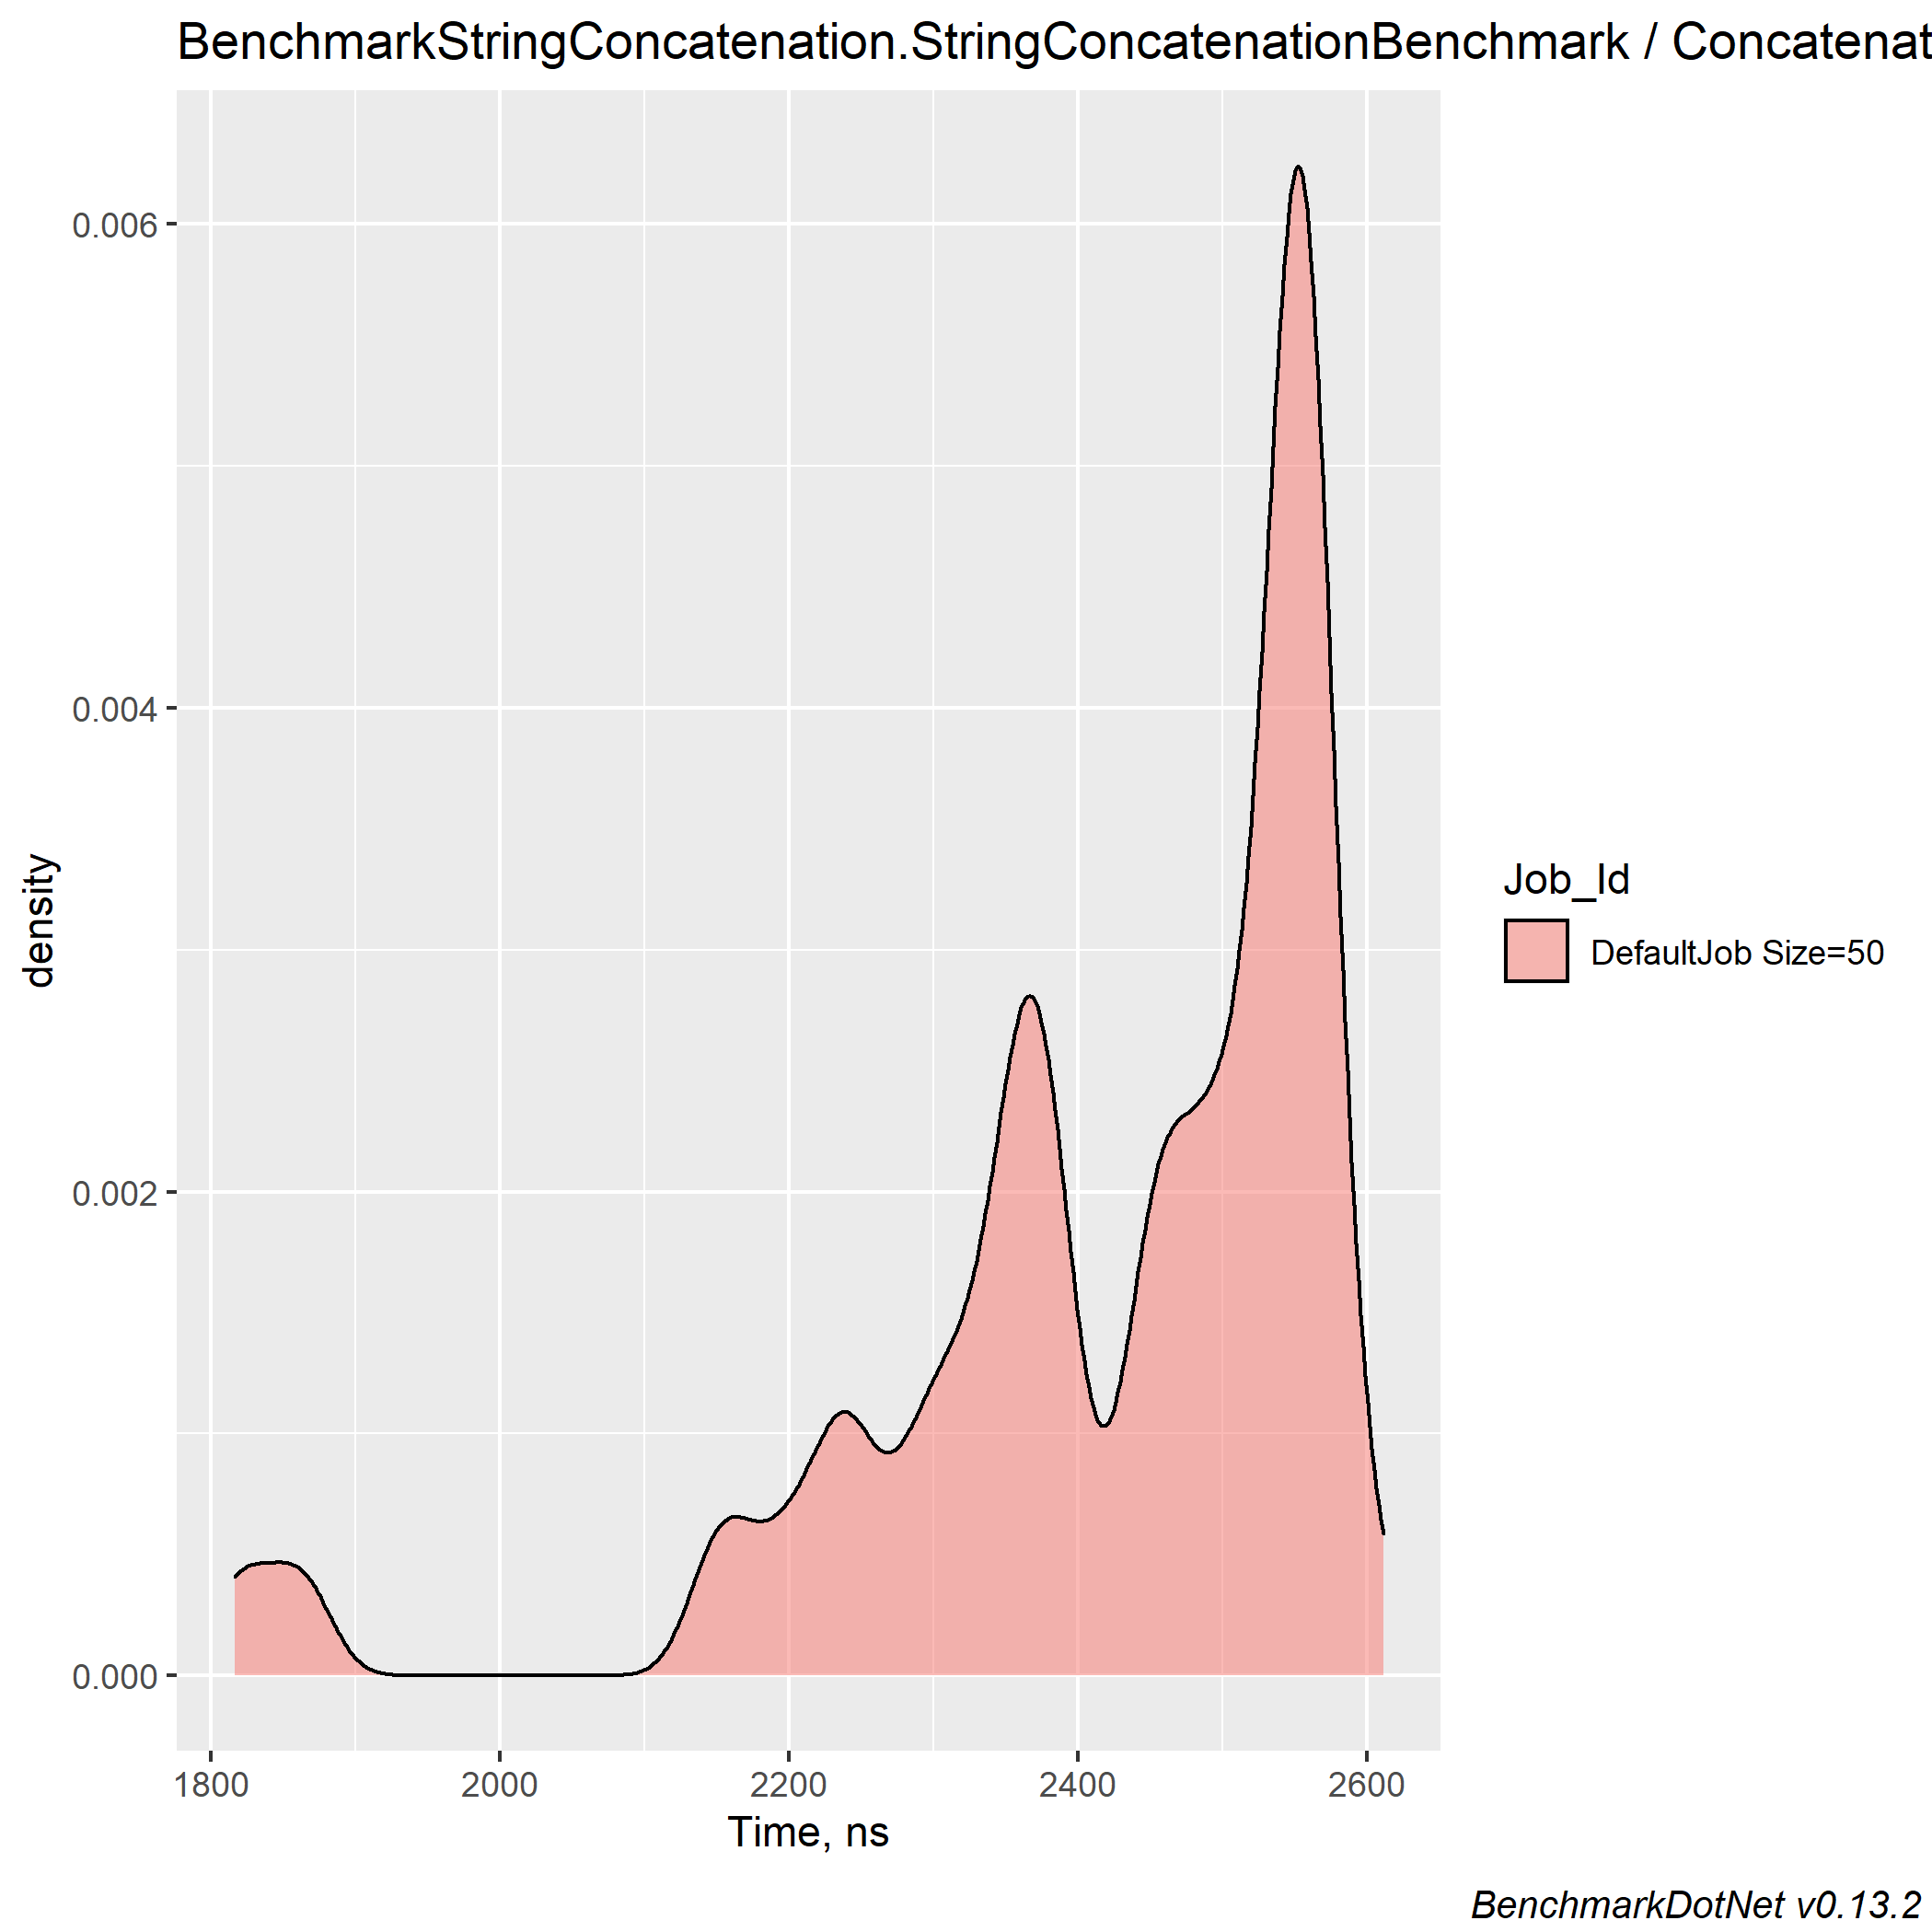 BenchmarkStringConcatenation.StringConcatenationBenchmark / Concatenat
0.006
0.004
0.002
0.000
density
1800 2000 2200 2400 2600
Time, ns
Job_Id
DefaultJob Size=50
BenchmarkDotNet v0.13.2